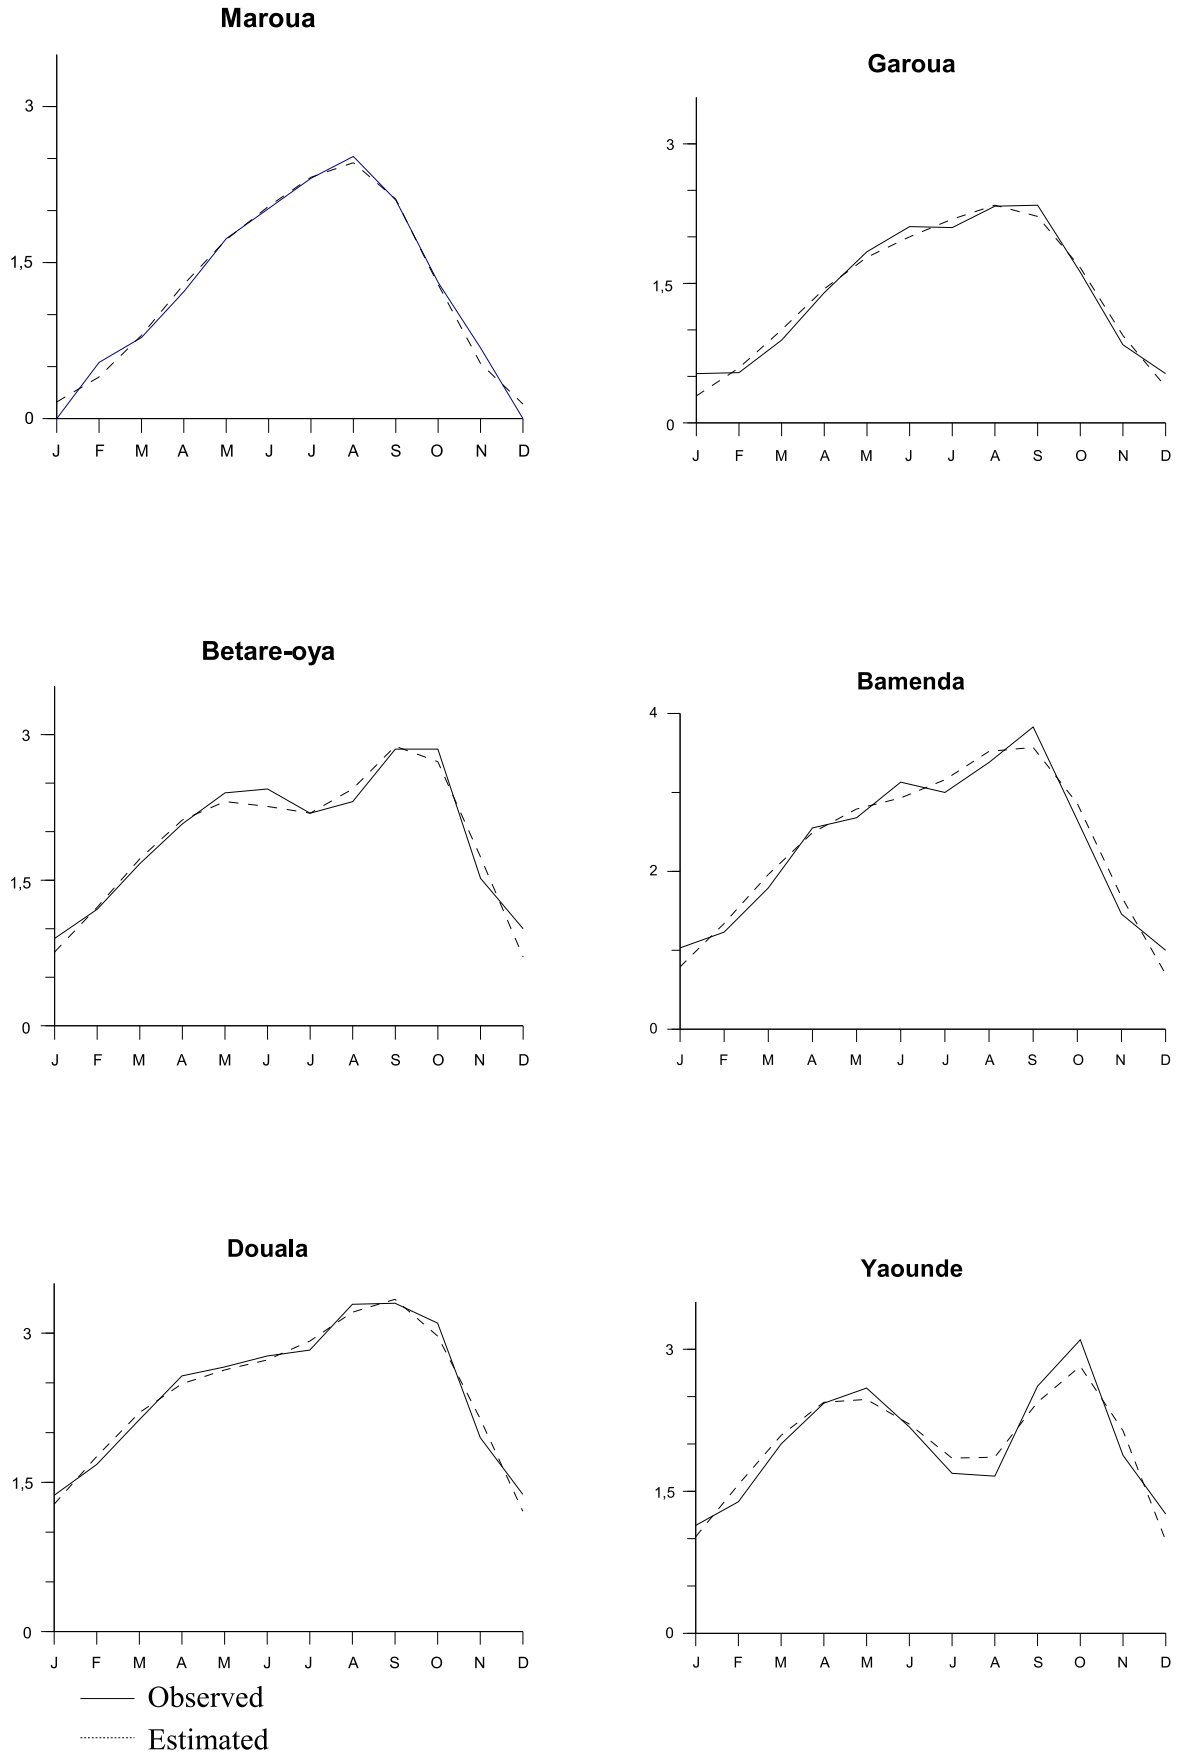 Maroua
3
1,5
0
J F M A M J J A S O N D
Garoua
3
1,5
0
J F M A M J J A S O N D
Betare-oya
3
1,5
0
J F M A M J J A S O N D
Bamenda
4
2
0
J F M A M J J A S O N D
Douala
3
1,5
0
J F M A M J J A S O N D
Yaounde
3
1,5
0
J F M A M J J A S O N D
Observed
Estimated